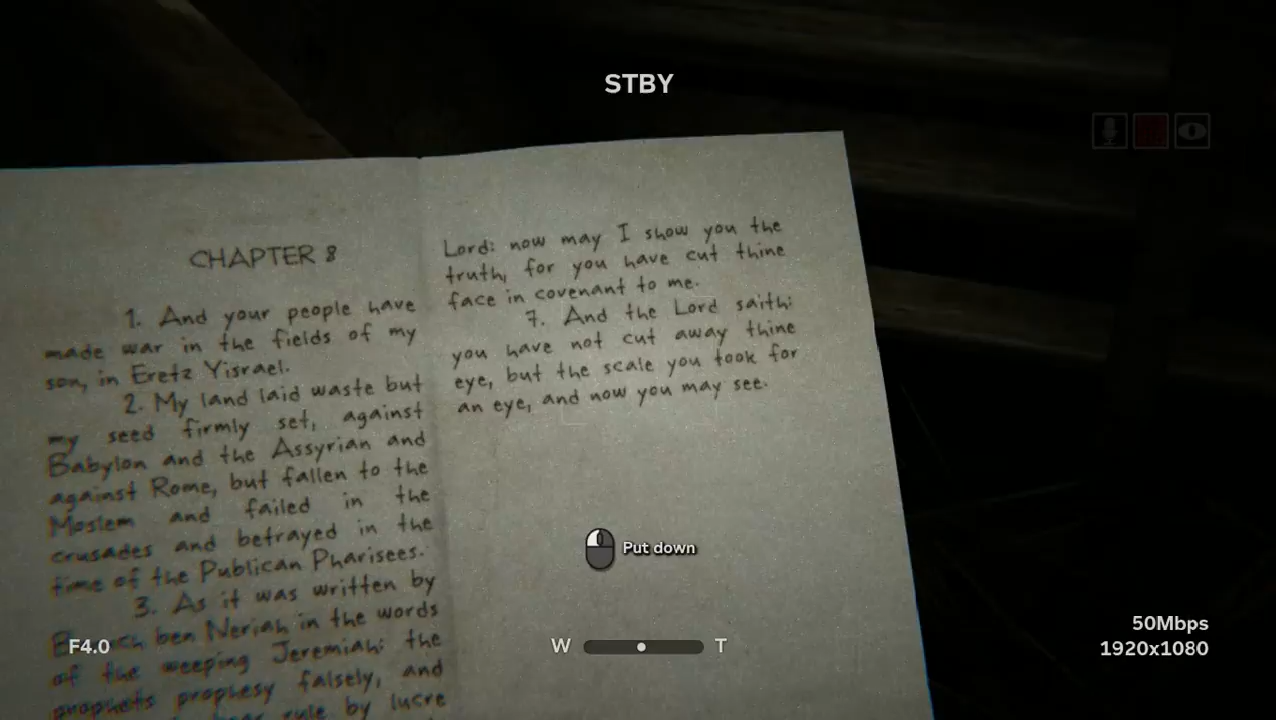 STBY
CHAPTER 8
1. And your people have
made war in the fields of my
son, in Eretz Yisrael.
2. My land laid waste but
my seed firmly set, against
Babylon and the Assyrian and
against Rome, but fallen to the
Moslem and failed in the
crusades and betrayed in the
time of the Publican Pharisees.
3. As it was written by
ben Neriah in the words
of the weeping Jeremiah: the
prophets prophesy falsely, and
rule by lucre
Lord: now may I show you the
truth, for you have cut thine
face in covenant to me.
7. And the Lord saith:
you have not cut away thine
eye, but the scale you took for
an eye, and now you may see.
Put down
F4.0
W T
50Mbps
1920x1080